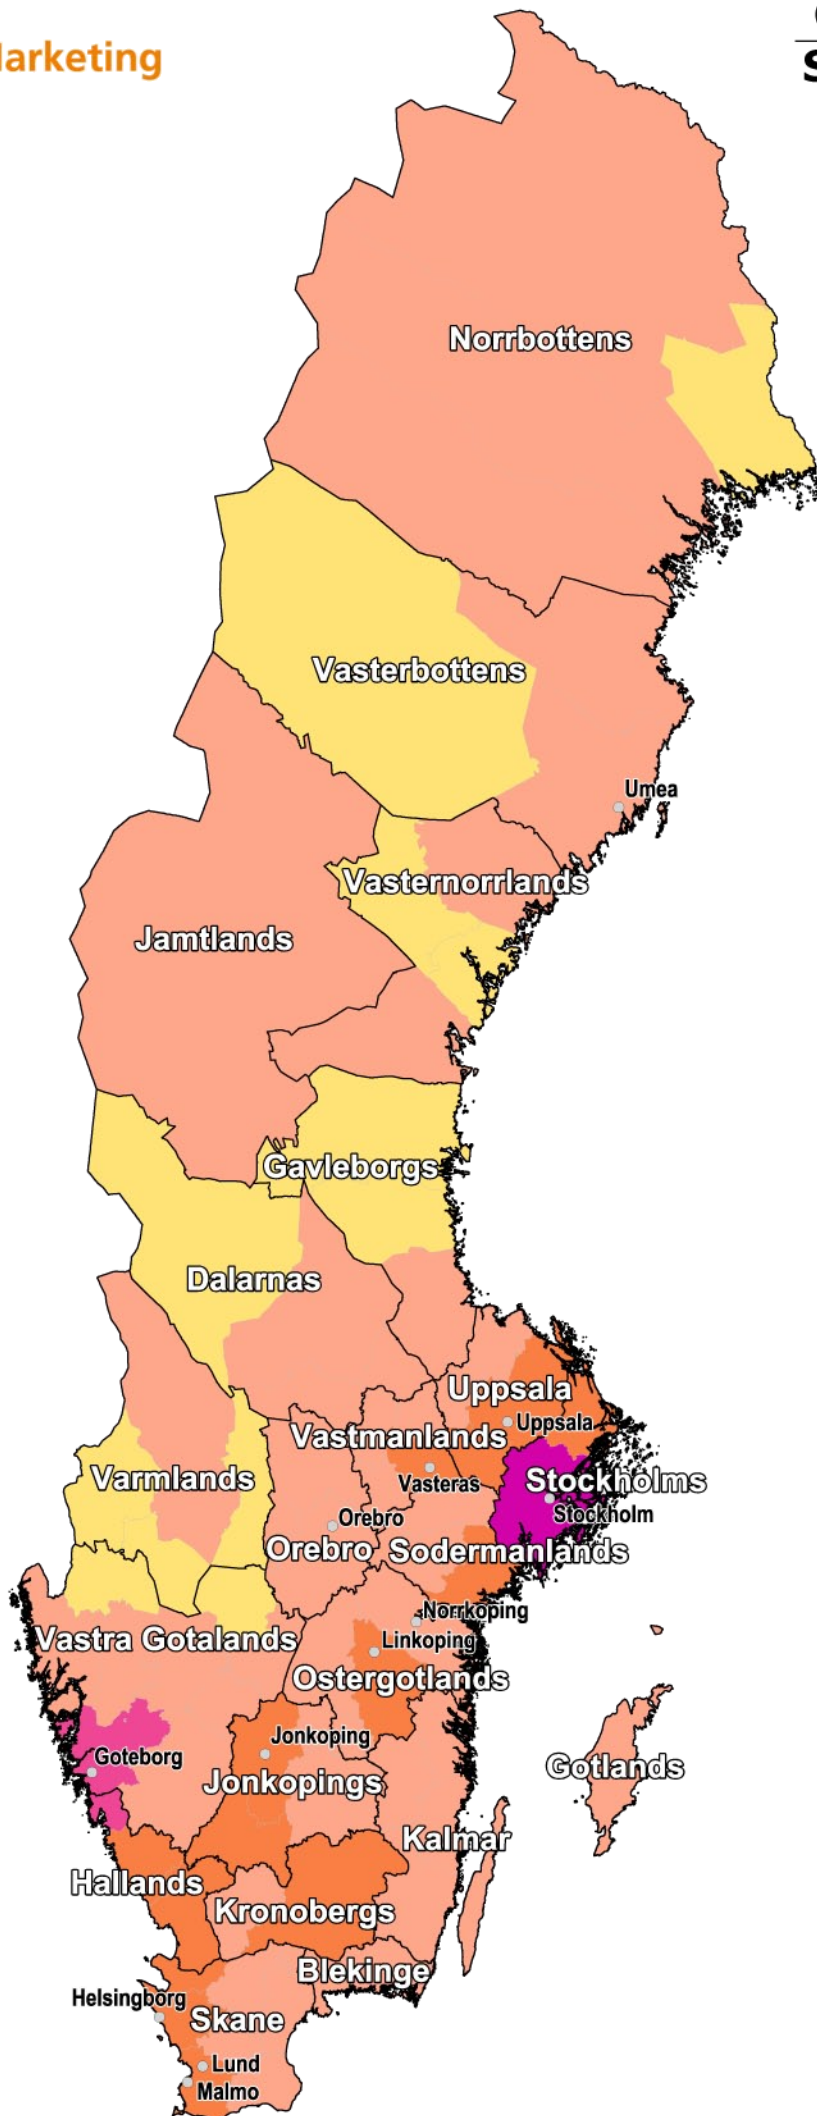 Marketing
S
Norrbottens
Vasterbottens
Umea
Vasternorrlands
Jamtlands
Gavleborgs
Dalarnas
Uppsala
Uppsala
Vastmanlands
Varmlands
Vasteras
Stockholms
Stockholm
Orebro
Orebro
Sodermanlands
Norrkoping
Vastra Gotalands
Linkoping
Ostergotlands
Jonkoping
Goteborg
Gotlands
Jonkopings
Kalmar
Hallands
Kronobergs
Blekinge
Helsingborg
Skane
Lund
Malmo